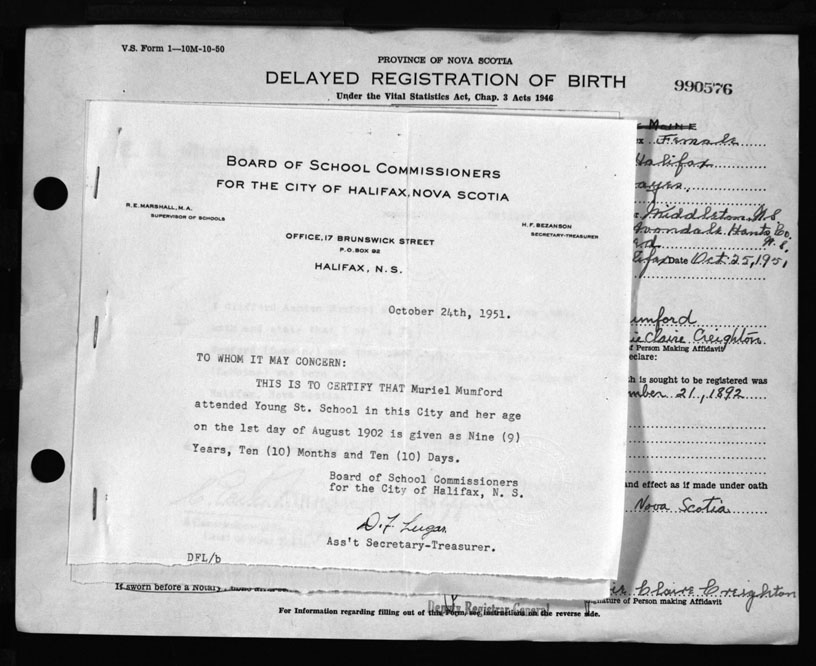 V.S. Form 1—10M-10-50
PROVINCE OF NOVA SCOTIA
DELAYED REGISTRATION OF BIRTH
990576
Under the Vital Statistics Act, Chap. 3 Acts 1946
Female
Halifax
Middleton N.S.
Avondale Hants Co.
N.S.
Date Oct. 25, 1951
umford
ie Claire Creighton
f Person Making Affidavit
eclare:
h is sought to be registered was
mber 21, 1892
nd effect as if made under oath
Nova Scotia
BOARD OF SCHOOL COMMISSIONERS
FOR THE CITY OF HALIFAX, NOVA SCOTIA
R. E. MARSHALL, M.A.
SUPERVISOR OF SCHOOLS
H. F. BEZANSON
SECRETARY-TREASURER
OFFICE, 17 BRUNSWICK STREET
P.O. BOX 92
HALIFAX, N. S.
October 24th, 1951.
TO WHOM IT MAY CONCERN:
THIS IS TO CERTIFY THAT Muriel Mumford
attended Young St. School in this City and her age
on the 1st day of August 1902 is given as Nine (9)
Years, Ten (10) Months and Ten (10) Days.
Board of School Commissioners
for the City of Halifax, N. S.
Ass't Secretary-Treasurer.
DFL/b
If sworn before a Notary
Claire Creighton
nature of Person making Affidavit
Deputy Registrar General
For Information regarding filling out of this Form, see instructions on the reverse side.